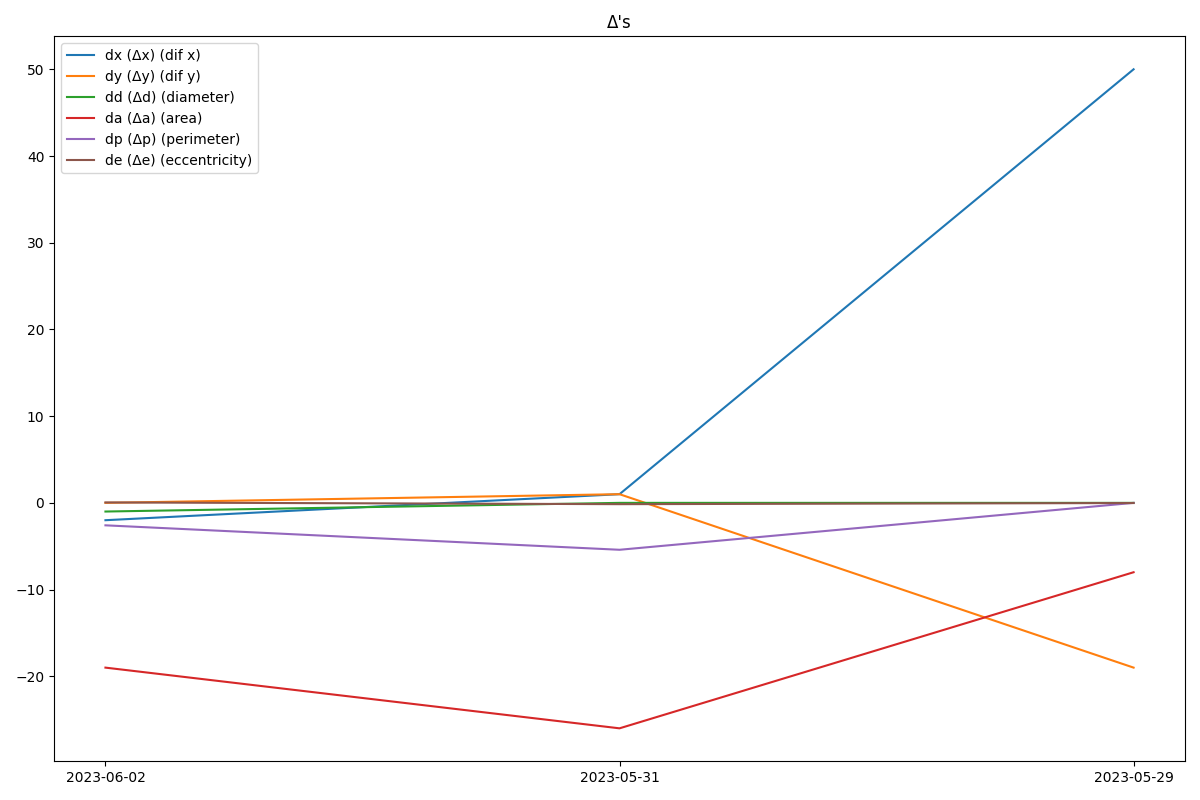 Δ's
dx (Δx) (dif x)
dy (Δy) (dif y)
dd (Δd) (diameter)
da (Δa) (area)
dp (Δp) (perimeter)
de (Δe) (eccentricity)
50
40
30
20
10
0
−10
−20
2023-06-02 2023-05-31 2023-05-29